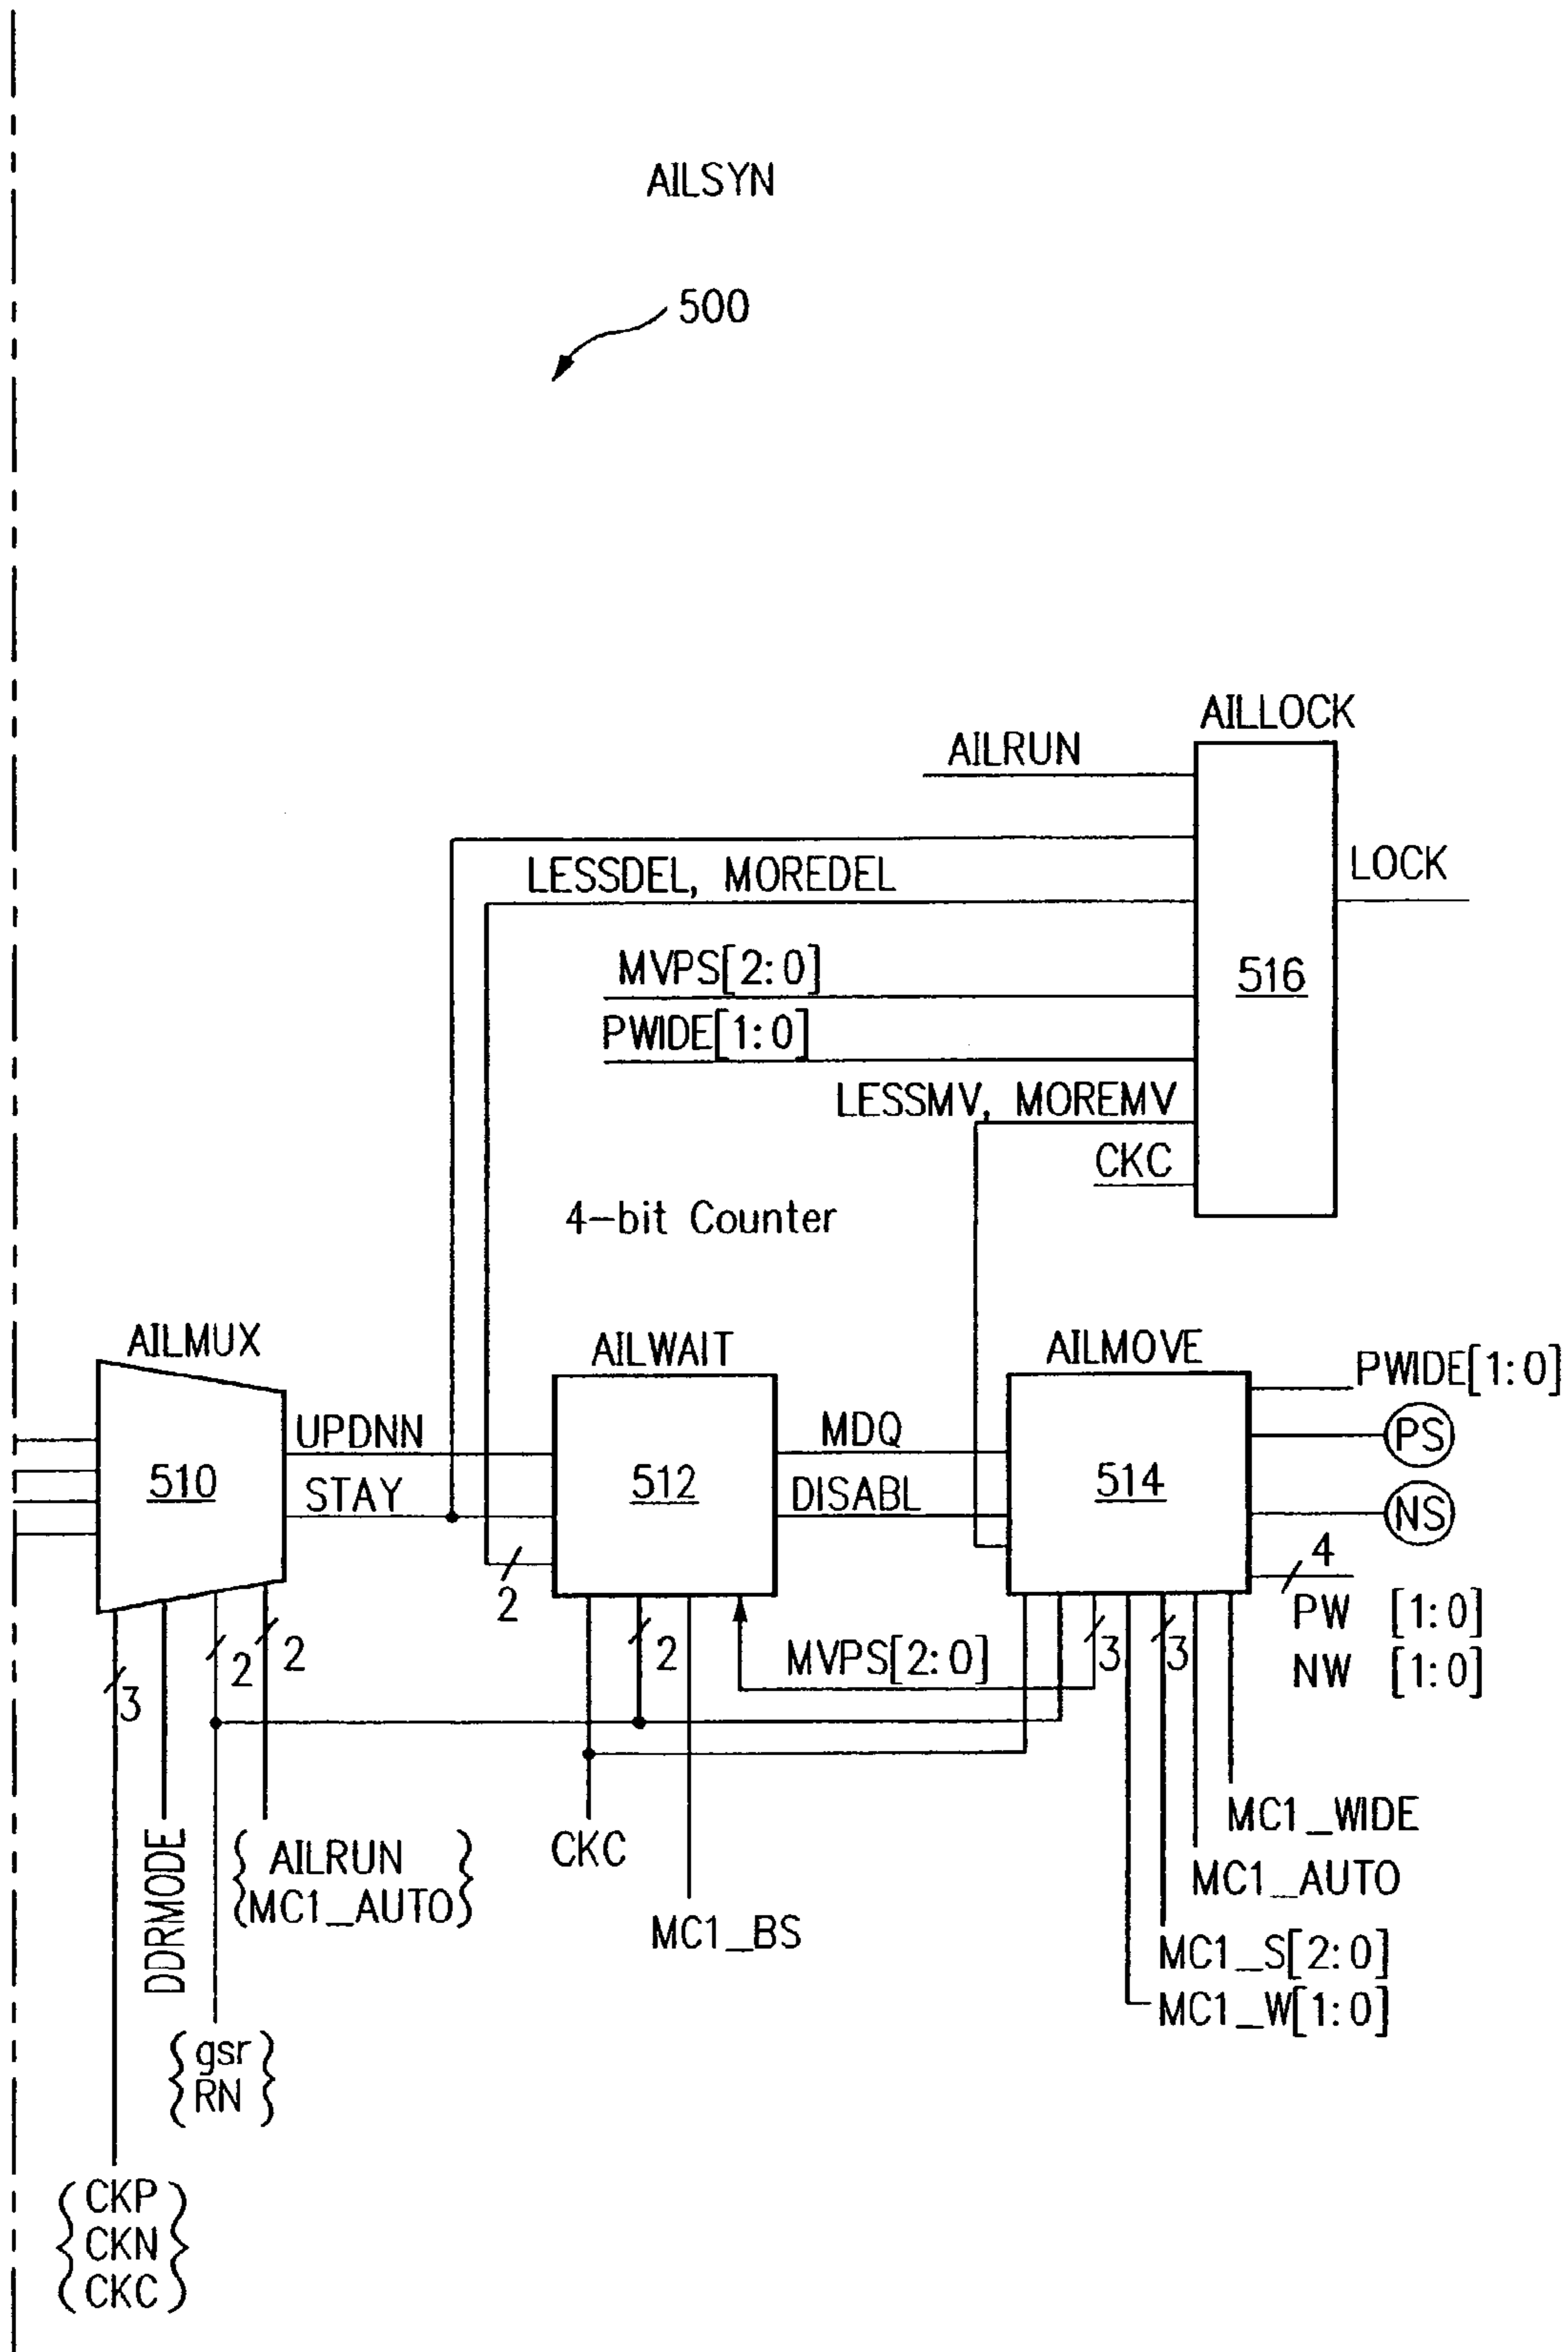 AILSYN
500
AILLOCK
AILRUN
LOCK
LESSDEL, MOREDEL
MVPS[2:0]
516
PWIDE[1:0]
LESSMV, MOREMV
CKC
4-bit Counter
AILMUX
AILWAIT
AILMOVE
PWIDE[1:0]
UPDNN
MDQ
PS
510
512
514
STAY
DISABL
NS
4
2
PW [1:0]
NW [1:0]
2
2
2
MVPS[2:0]
3
3
3
MC1_WIDE
DDRMODE
AILRUN
MC1_AUTO
CKC
MC1_AUTO
MC1_BS
MC1_S[2:0]
MC1_W[1:0]
gsr
RN
CKP
CKN
CKC